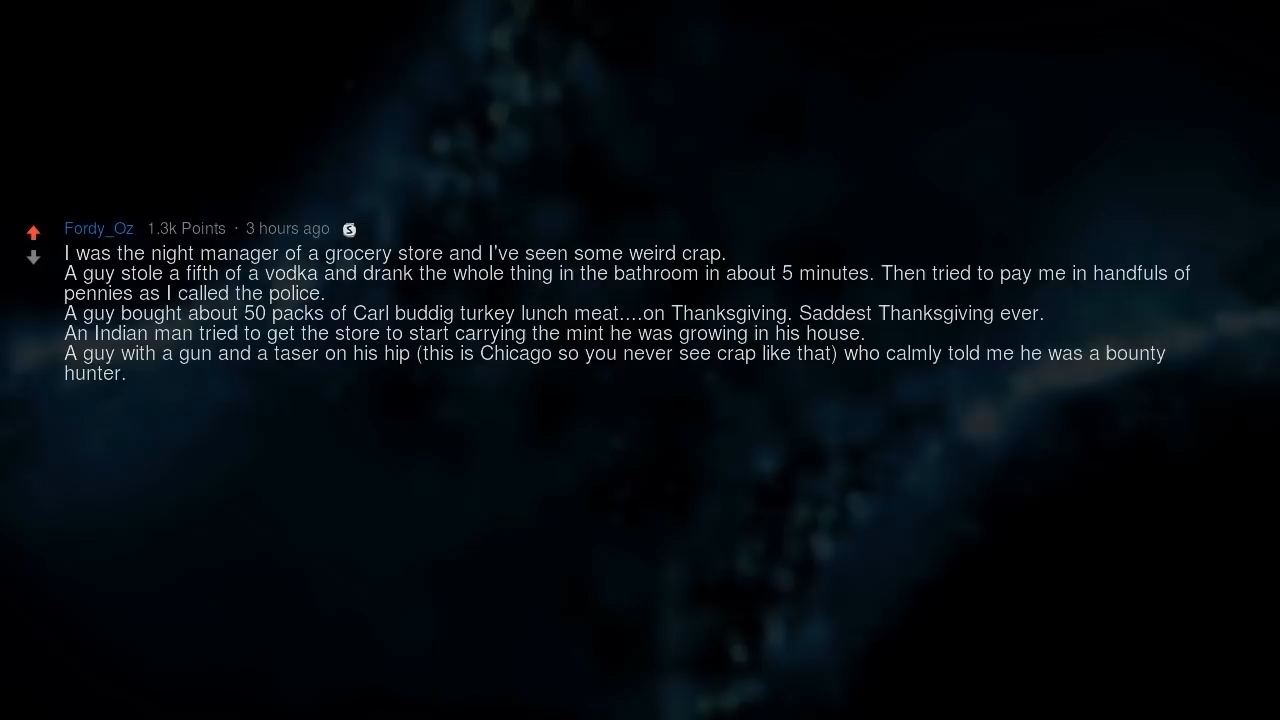 Fordy_Oz 1.3k Points · 3 hours ago
I was the night manager of a grocery store and I've seen some weird crap.
A guy stole a fifth of a vodka and drank the whole thing in the bathroom in about 5 minutes. Then tried to pay me in handfuls of
pennies as I called the police.
A guy bought about 50 packs of Carl buddig turkey lunch meat....on Thanksgiving. Saddest Thanksgiving ever.
An Indian man tried to get the store to start carrying the mint he was growing in his house.
A guy with a gun and a taser on his hip (this is Chicago so you never see crap like that) who calmly told me he was a bounty
hunter.